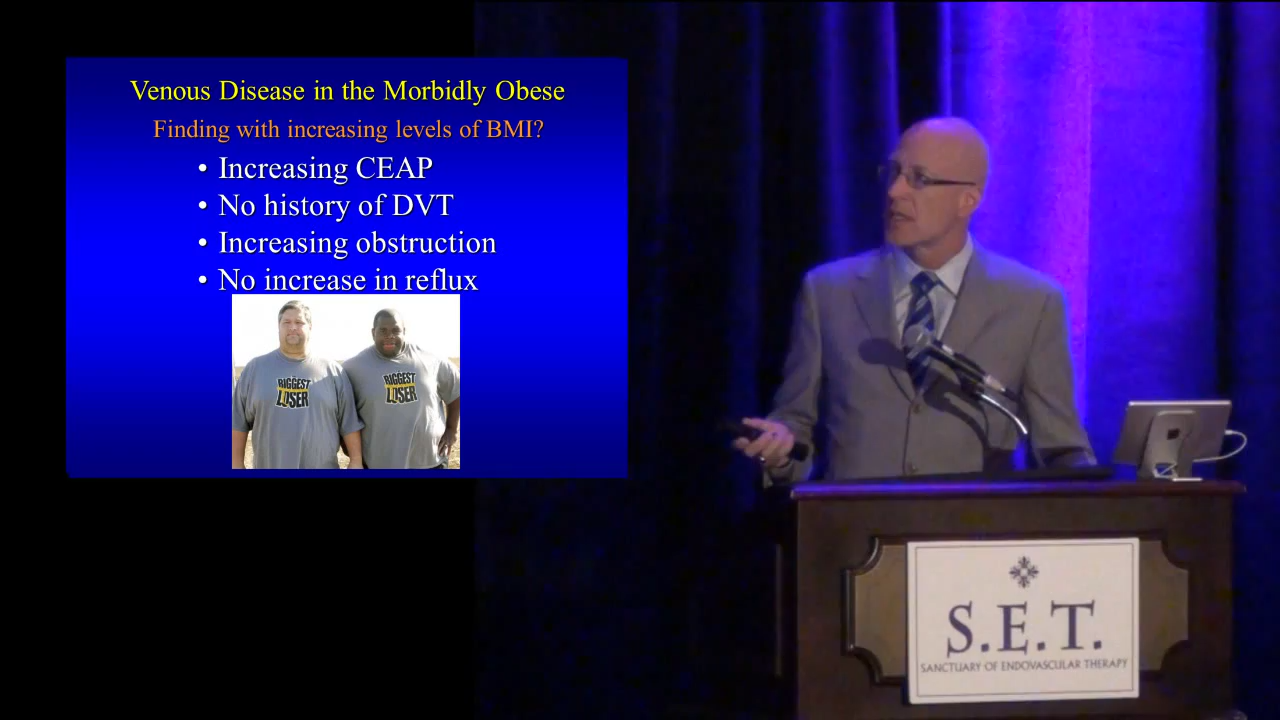 Venous Disease in the Morbidly Obese
Finding with increasing levels of BMI?
• Increasing CEAP
• No history of DVT
• Increasing obstruction
• No increase in reflux
BIGGEST
LOSER
BIGGEST
LOSER
S.E.T.
SANCTUARY OF ENDOVASCULAR THERAPY